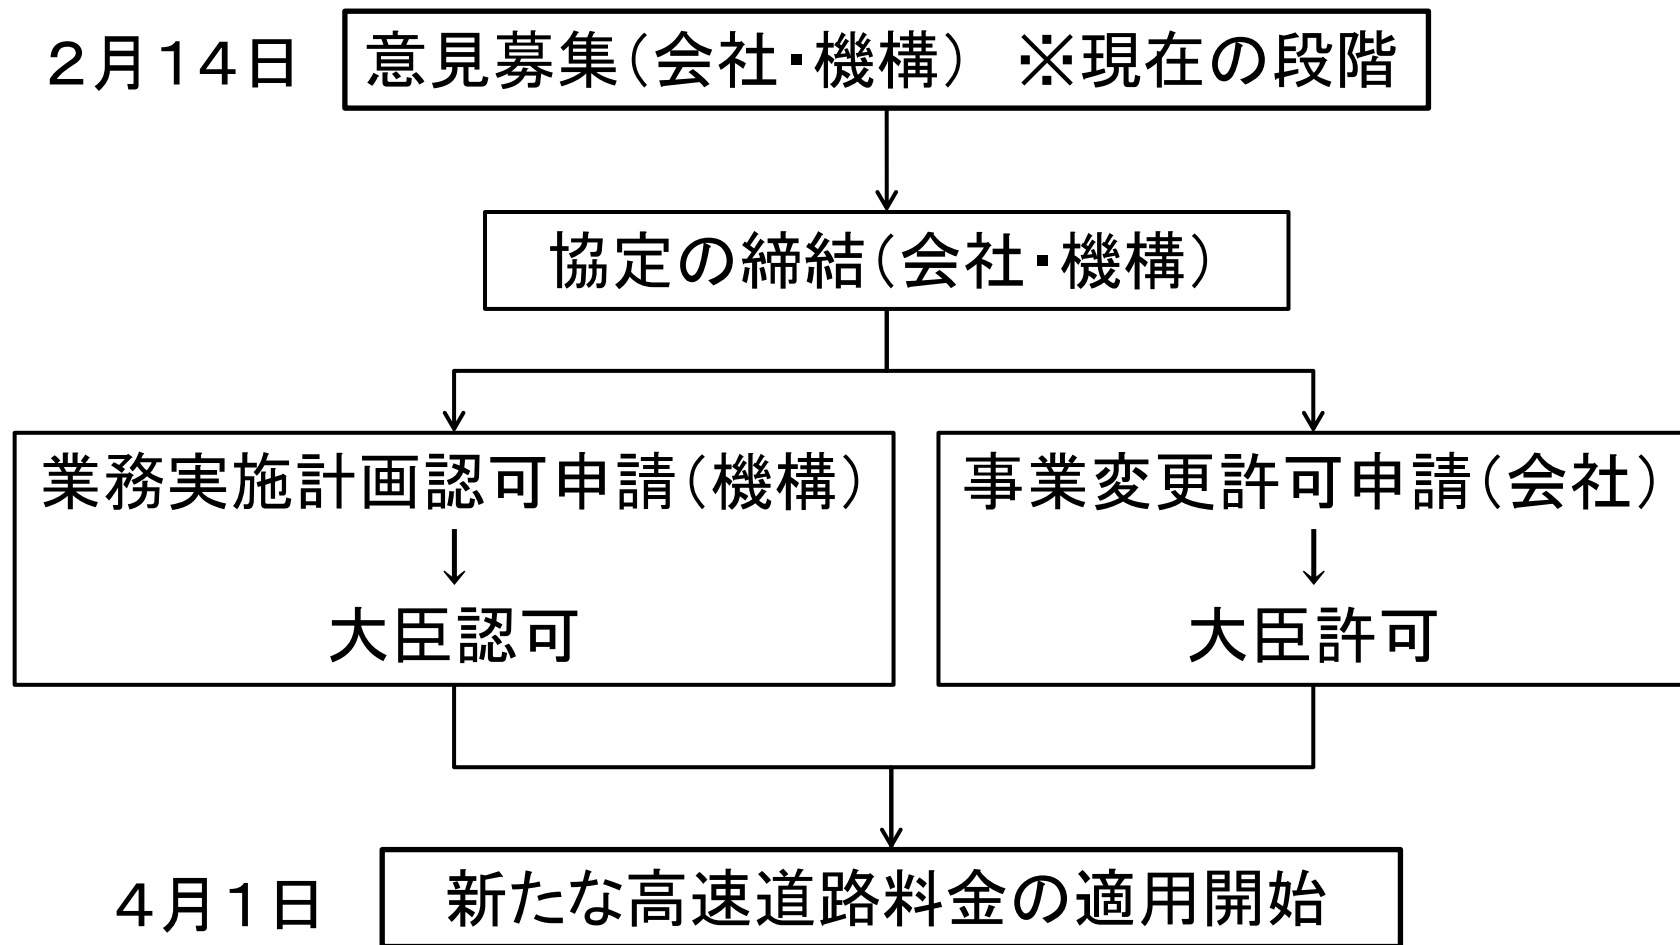 ２月１４日
意見募集（会社・機構）　※現在の段階
協定の締結（会社・機構）
業務実施計画認可申請（機構）
↓
大臣認可
事業変更許可申請（会社）
↓
大臣許可
４月１日
新たな高速道路料金の適用開始